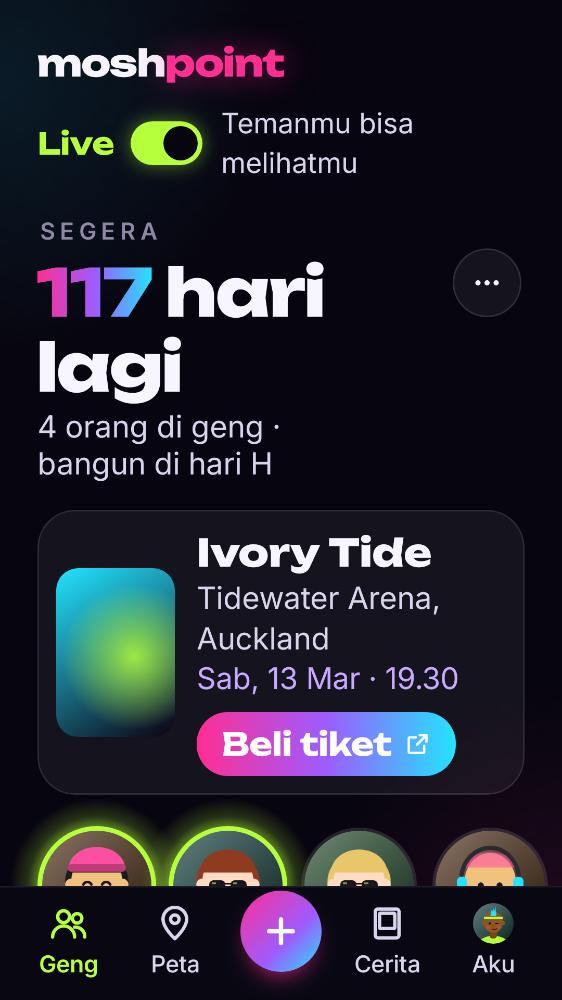 moshpoint
Live
Temanmu bisa
melihatmu
SEGERA
117 hari
lagi
4 orang di geng ·
bangun di hari H
Ivory Tide
Tidewater Arena,
Auckland
Sab, 13 Mar · 19.30
Beli tiket
Geng
Peta
Cerita
Aku